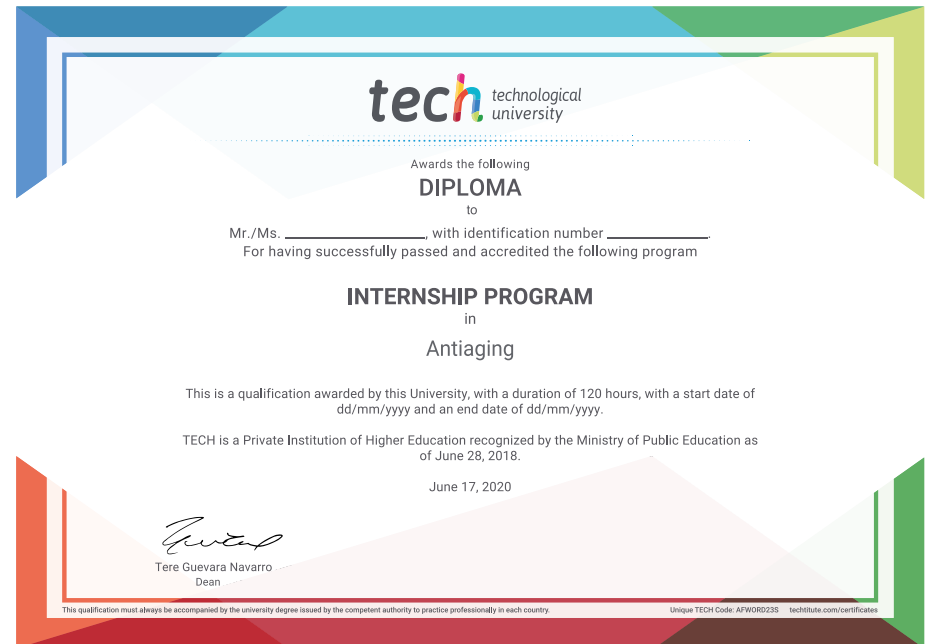 tech technological
university
Awards the following
DIPLOMA
to
Mr./Ms. ____________________, with identification number ______________.
For having successfully passed and accredited the following program
INTERNSHIP PROGRAM
in
Antiaging
This is a qualification awarded by this University, with a duration of 120 hours, with a start date of
dd/mm/yyyy and an end date of dd/mm/yyyy.
TECH is a Private Institution of Higher Education recognized by the Ministry of Public Education as
of June 28, 2018.
June 17, 2020
Tere Guevara Navarro
Dean
This qualification must always be accompanied by the university degree issued by the competent authority to practice professionally in each country. Unique TECH Code: AFWORD23S techtitute.com/certificates